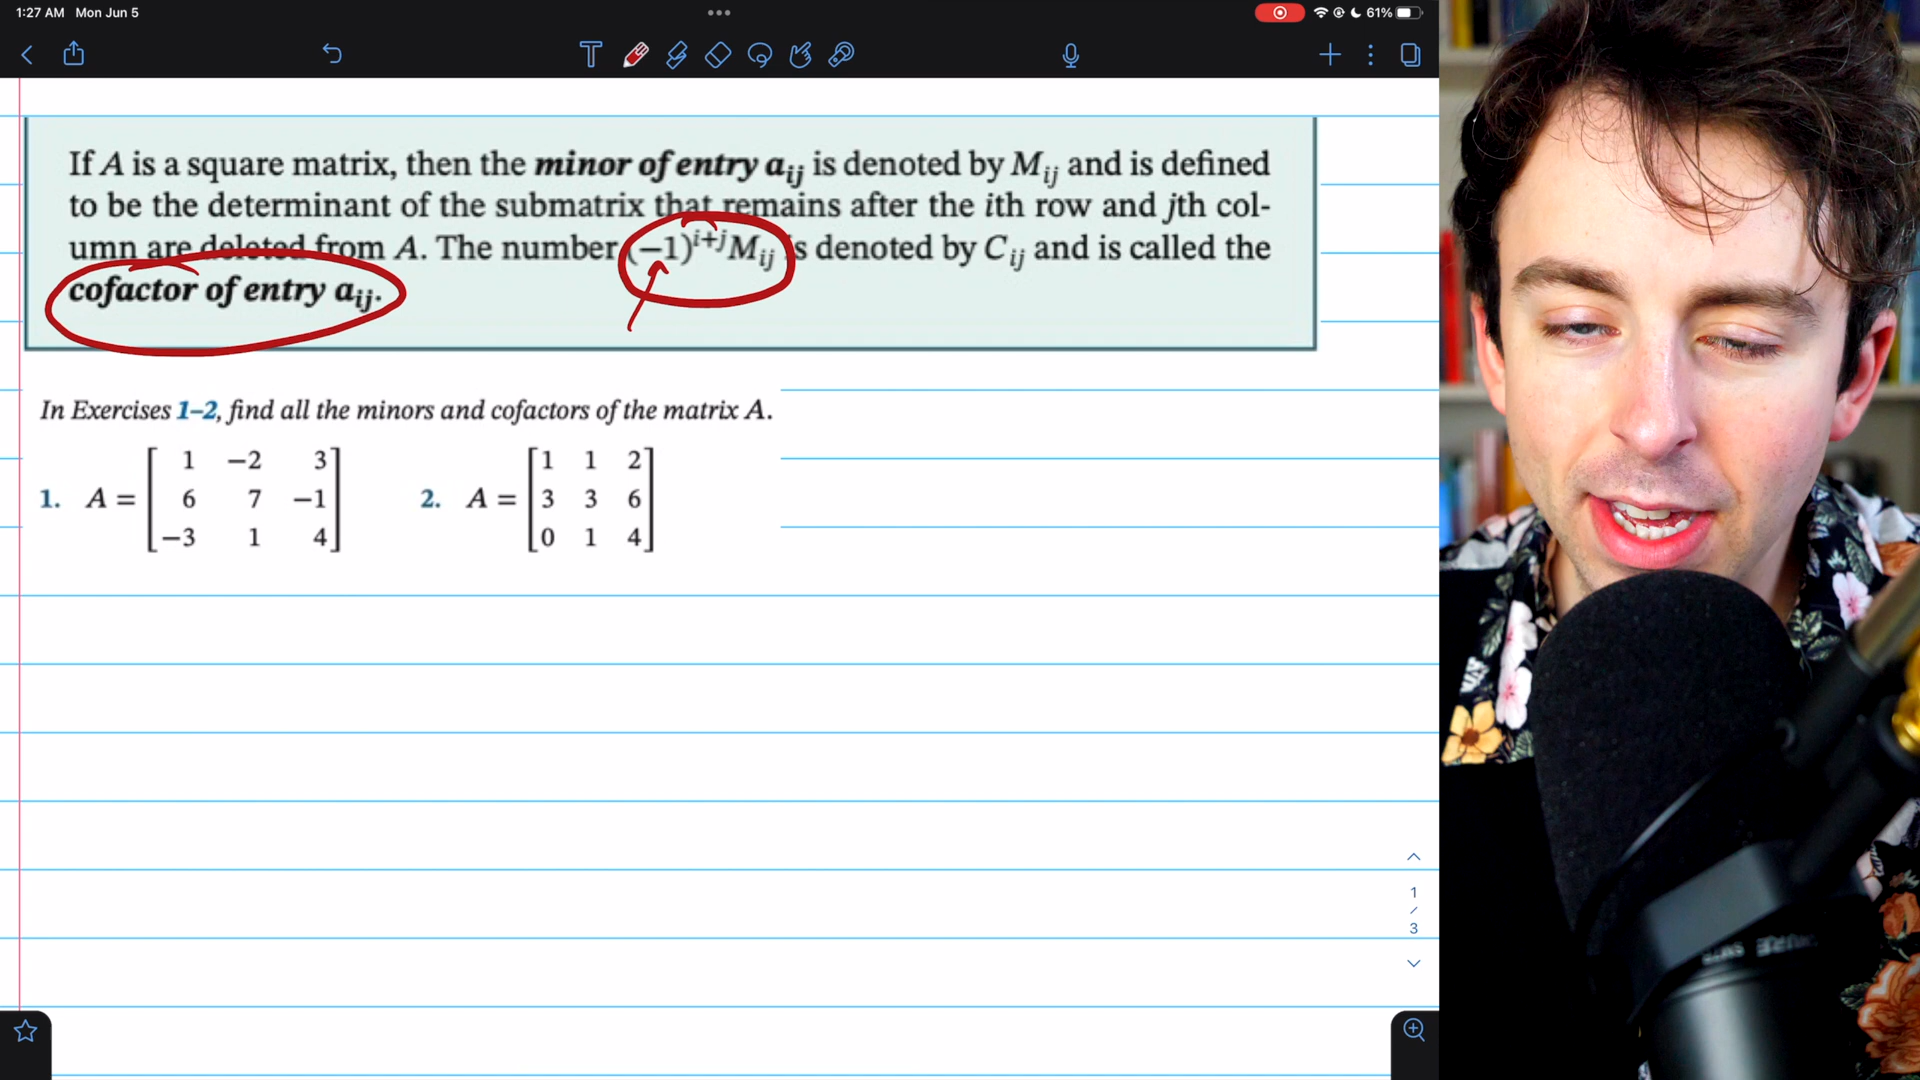 1:27 AM Mon Jun 5
61%
If A is a square matrix, then the minor of entry aᵢⱼ is denoted by Mᵢⱼ and is defined
to be the determinant of the submatrix that remains after the ith row and jth col-
umn are deleted from A. The number (−1)ⁱ⁺ʲMᵢⱼ is denoted by Cᵢⱼ and is called the
cofactor of entry aᵢⱼ.
In Exercises 1–2, find all the minors and cofactors of the matrix A.
1. A = [1 −2 3
6 7 −1
−3 1 4]
2. A = [1 1 2
3 3 6
0 1 4]
1
/
3